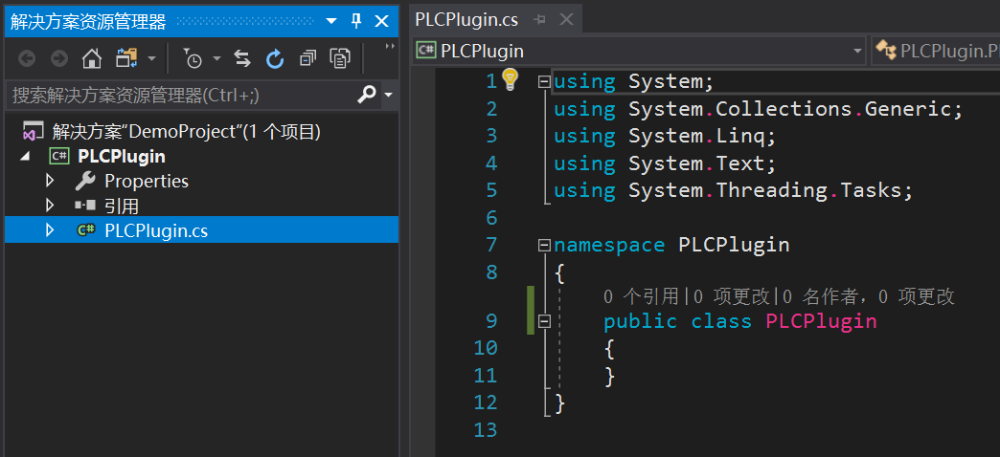 解决方案资源管理器
搜索解决方案资源管理器(Ctrl+;)
解决方案“DemoProject”(1 个项目)
C# PLCPlugin
Properties
引用
C# PLCPlugin.cs
PLCPlugin.cs
C# PLCPlugin
PLCPlugin.Pl
1 using System;
2 using System.Collections.Generic;
3 using System.Linq;
4 using System.Text;
5 using System.Threading.Tasks;
6
7 namespace PLCPlugin
8 {
0 个引用|0 项更改|0 名作者，0 项更改
9 public class PLCPlugin
10 {
11 }
12 }
13